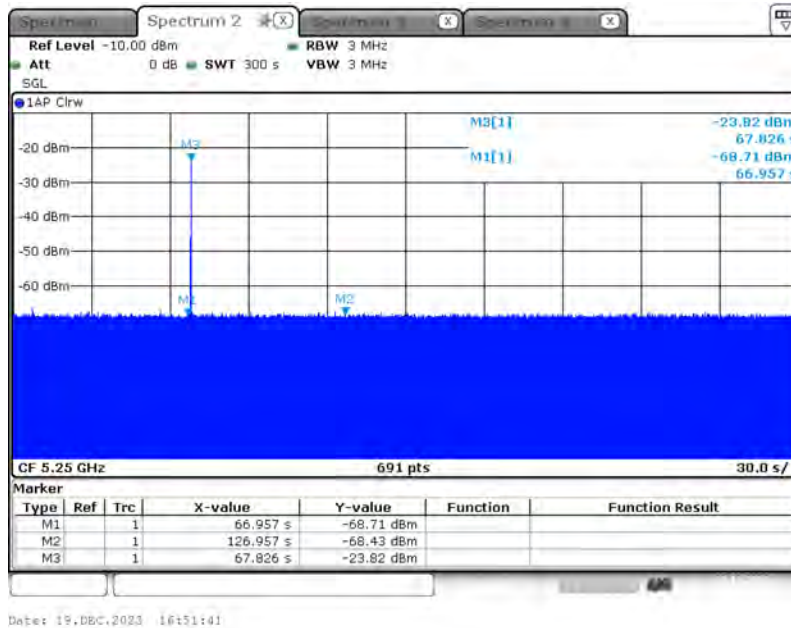 Spectrum 2 X X X
Ref Level -10.00 dBm RBW 3 MHz
Att 0 dB SWT 300 s VBW 3 MHz
SGL
1AP Clrw
M3[1] -23.82 dBm
67.826 s
M1[1] -68.71 dBm
66.957 s
M3
-20 dBm
-30 dBm
-40 dBm
-50 dBm
-60 dBm
M1 M2
CF 5.25 GHz 691 pts 30.0 s/
Marker
Type Ref Trc X-value Y-value Function Function Result
M1 1 66.957 s -68.71 dBm
M2 1 126.957 s -68.43 dBm
M3 1 67.826 s -23.82 dBm
Date: 19.DEC.2023 16:51:41